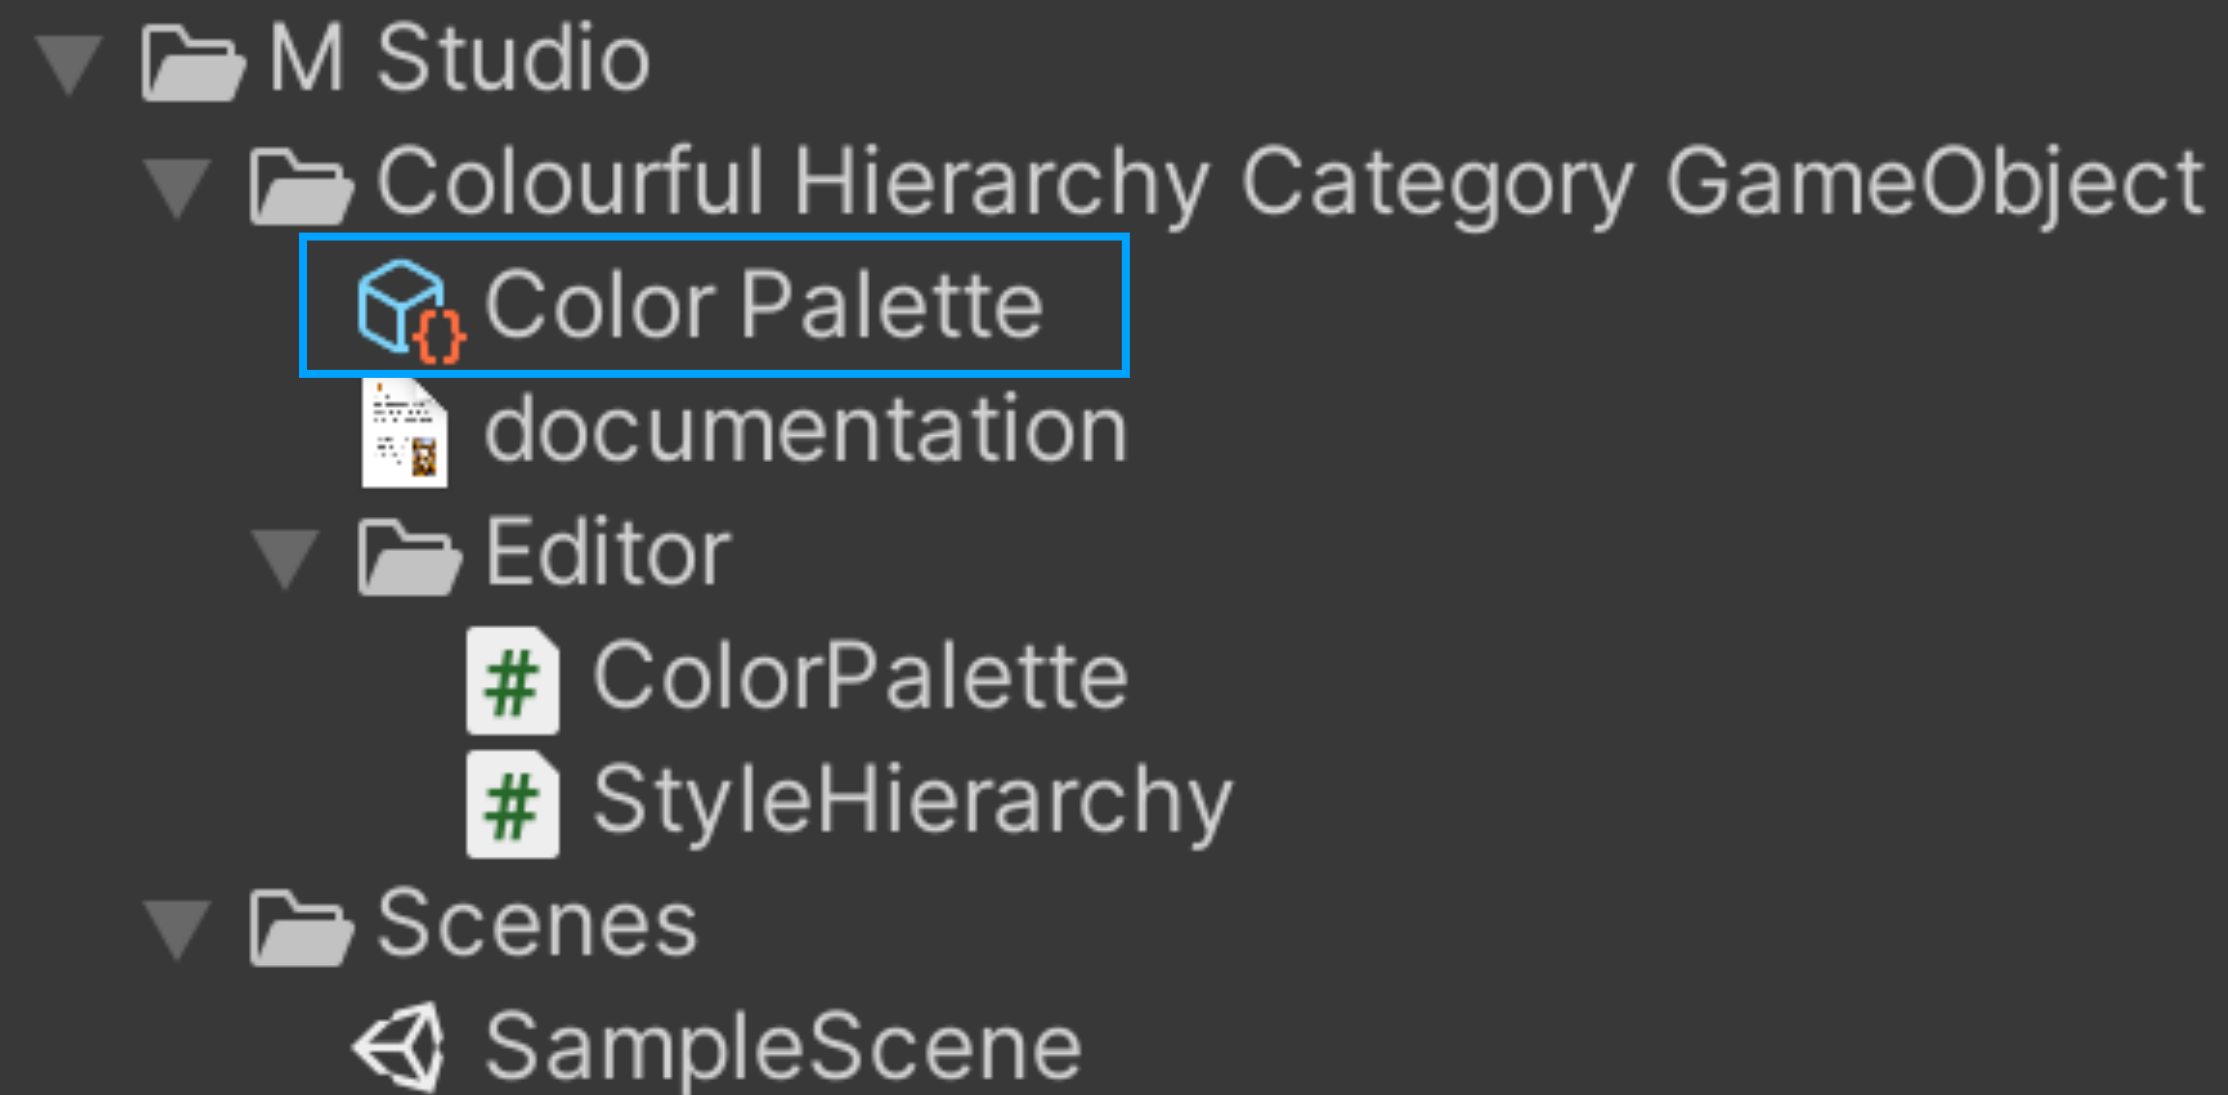 M Studio
Colourful Hierarchy Category GameObject
Color Palette
documentation
Editor
ColorPalette
StyleHierarchy
Scenes
SampleScene